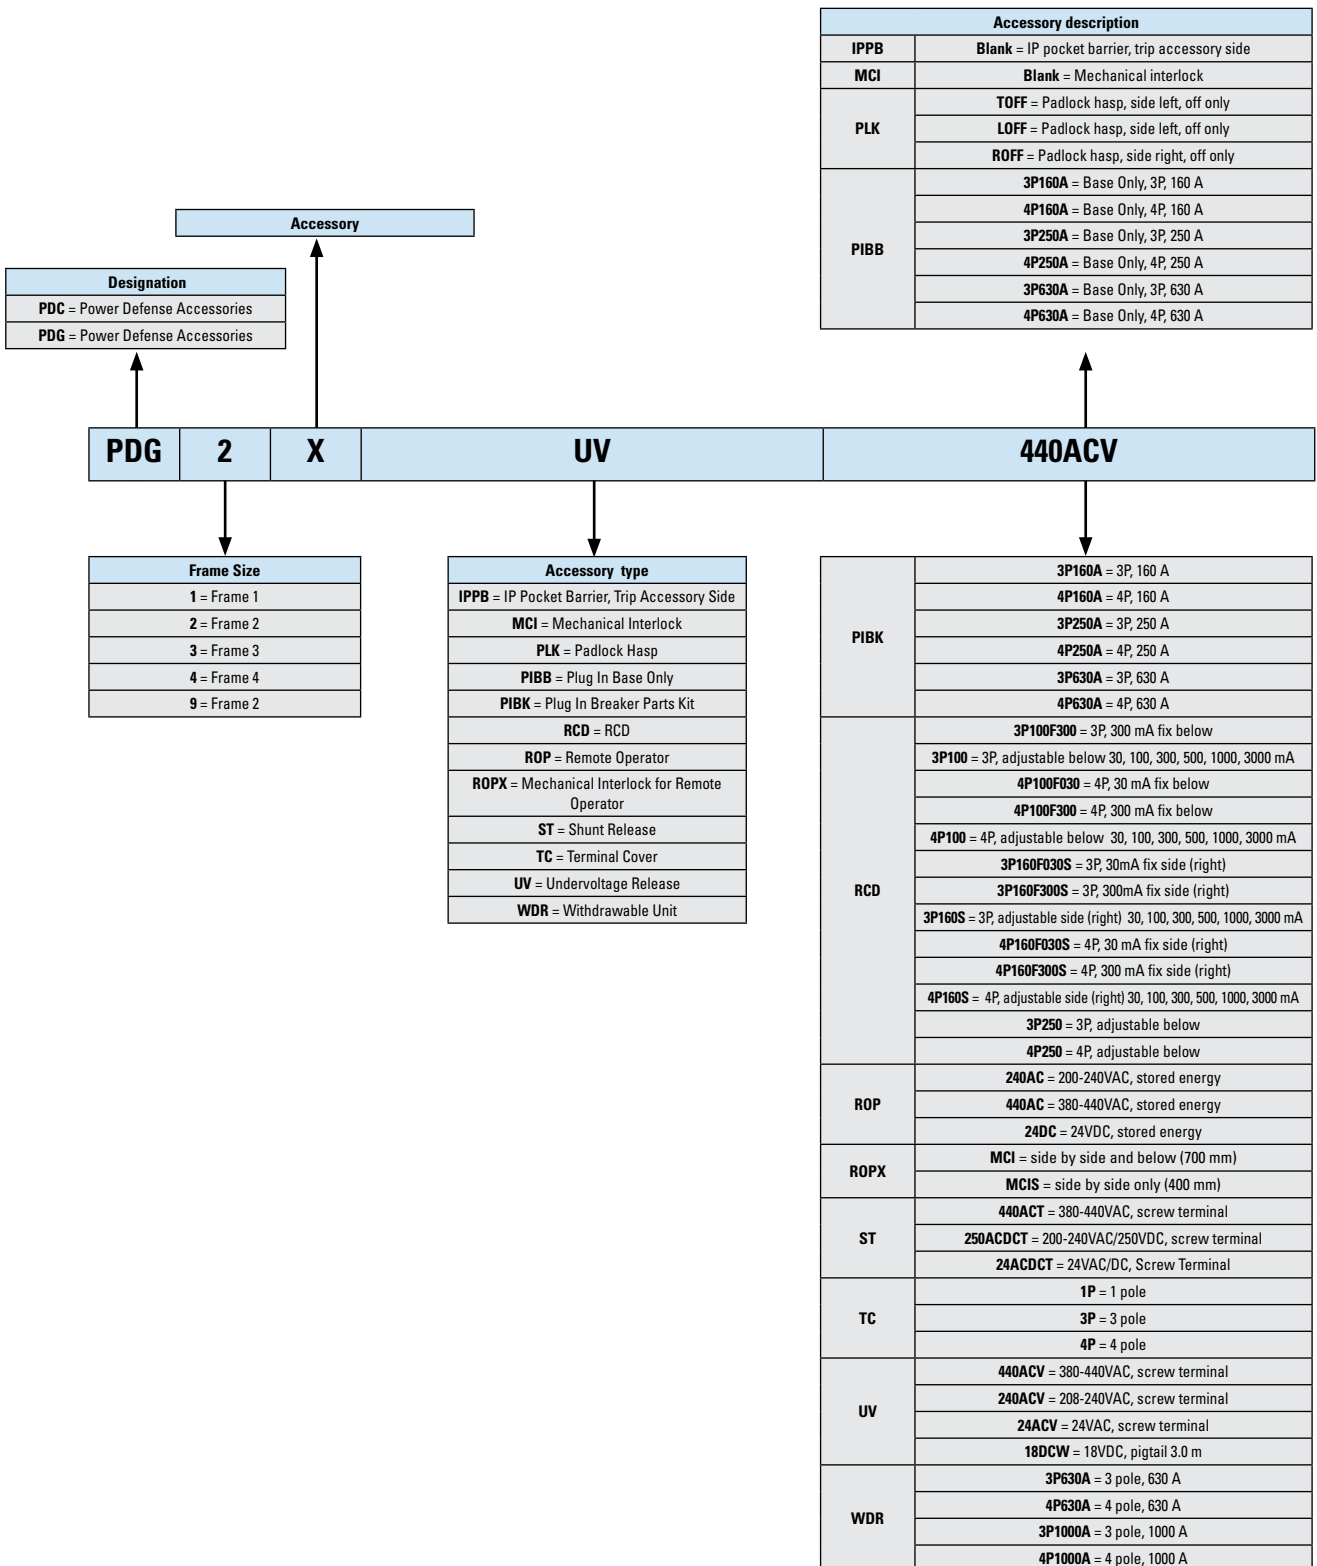 Accessory description
IPPB
Blank = IP pocket barrier, trip accessory side
MCI
Blank = Mechanical interlock
PLK
TOFF = Padlock hasp, side left, off only
LOFF = Padlock hasp, side left, off only
ROFF = Padlock hasp, side right, off only
PIBB
3P160A = Base Only, 3P, 160 A
4P160A = Base Only, 4P, 160 A
3P250A = Base Only, 3P, 250 A
4P250A = Base Only, 4P, 250 A
3P630A = Base Only, 3P, 630 A
4P630A = Base Only, 4P, 630 A
Accessory
Designation
PDC = Power Defense Accessories
PDG = Power Defense Accessories
PDG 2 X UV 440ACV
Frame Size
1 = Frame 1
2 = Frame 2
3 = Frame 3
4 = Frame 4
9 = Frame 2
Accessory type
IPPB = IP Pocket Barrier, Trip Accessory Side
MCI = Mechanical Interlock
PLK = Padlock Hasp
PIBB = Plug In Base Only
PIBK = Plug In Breaker Parts Kit
RCD = RCD
ROP = Remote Operator
ROPX = Mechanical Interlock for Remote
Operator
ST = Shunt Release
TC = Terminal Cover
UV = Undervoltage Release
WDR = Withdrawable Unit
PIBK
3P160A = 3P, 160 A
4P160A = 4P, 160 A
3P250A = 3P, 250 A
4P250A = 4P, 250 A
3P630A = 3P, 630 A
4P630A = 4P, 630 A
RCD
3P100F300 = 3P, 300 mA fix below
3P100 = 3P, adjustable below 30, 100, 300, 500, 1000, 3000 mA
4P100F030 = 4P, 30 mA fix below
4P100F300 = 4P, 300 mA fix below
4P100 = 4P, adjustable below 30, 100, 300, 500, 1000, 3000 mA
3P160F030S = 3P, 30mA fix side (right)
3P160F300S = 3P, 300mA fix side (right)
3P160S = 3P, adjustable side (right) 30, 100, 300, 500, 1000, 3000 mA
4P160F030S = 4P, 30 mA fix side (right)
4P160F300S = 4P, 300 mA fix side (right)
4P160S = 4P, adjustable side (right) 30, 100, 300, 500, 1000, 3000 mA
3P250 = 3P, adjustable below
4P250 = 4P, adjustable below
ROP
240AC = 200-240VAC, stored energy
440AC = 380-440VAC, stored energy
24DC = 24VDC, stored energy
ROPX
MCI = side by side and below (700 mm)
MCIS = side by side only (400 mm)
ST
440ACT = 380-440VAC, screw terminal
250ACDCT = 200-240VAC/250VDC, screw terminal
24ACDCT = 24VAC/DC, Screw Terminal
TC
1P = 1 pole
3P = 3 pole
4P = 4 pole
UV
440ACV = 380-440VAC, screw terminal
240ACV = 208-240VAC, screw terminal
24ACV = 24VAC, screw terminal
18DCW = 18VDC, pigtail 3.0 m
WDR
3P630A = 3 pole, 630 A
4P630A = 4 pole, 630 A
3P1000A = 3 pole, 1000 A
4P1000A = 4 pole, 1000 A